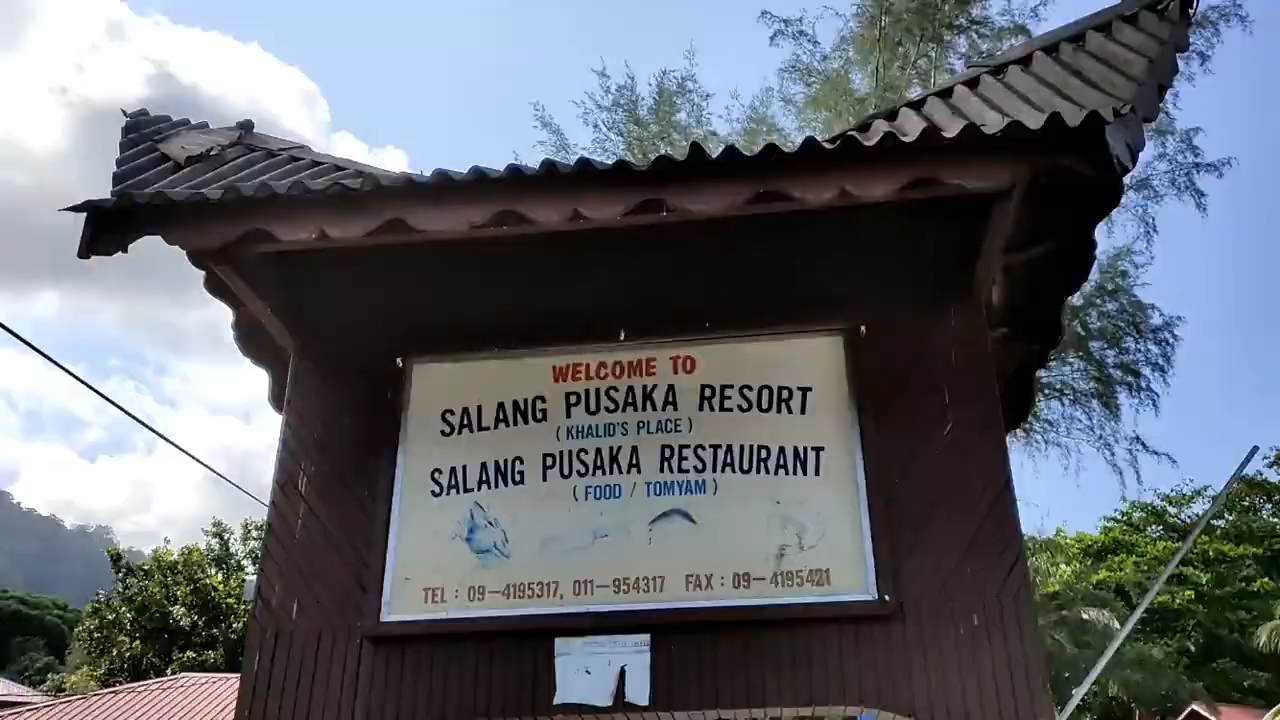 WELCOME TO
SALANG PUSAKA RESORT
( KHALID'S PLACE )
SALANG PUSAKA RESTAURANT
( FOOD / TOMYAM )
TEL : 09-4195317, 011-954317 FAX : 09-4195421